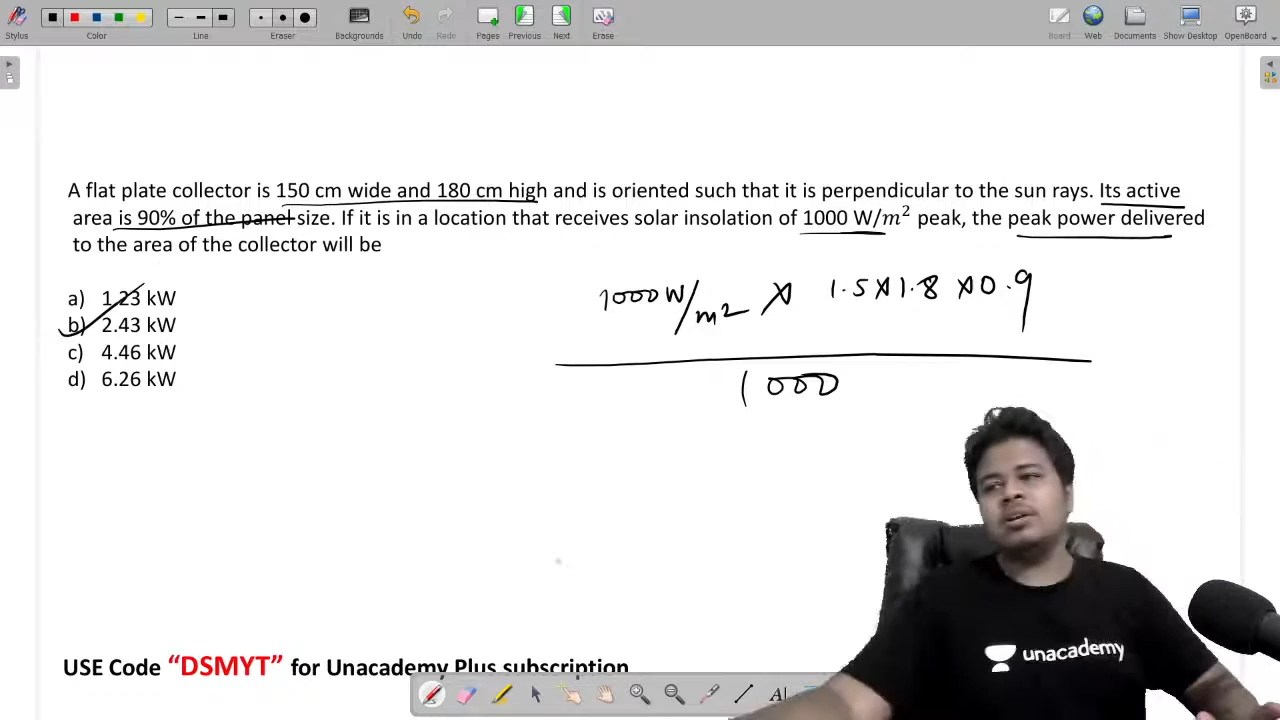 Stylus
Color
Line
Eraser
Backgrounds
Undo
Redo
Pages
Previous
Next
Erase
Board
Web
Documents
Show Desktop
OpenBoard
A flat plate collector is 150 cm wide and 180 cm high and is oriented such that it is perpendicular to the sun rays. Its active
area is 90% of the panel size. If it is in a location that receives solar insolation of 1000 W/m² peak, the peak power delivered
to the area of the collector will be
a) 1.23 kW
b) 2.43 kW
c) 4.46 kW
d) 6.26 kW
1000 W/m2 × 1.5×1.8 ×0.9
1000
unacademy
USE Code “DSMYT” for Unacademy Plus subscription